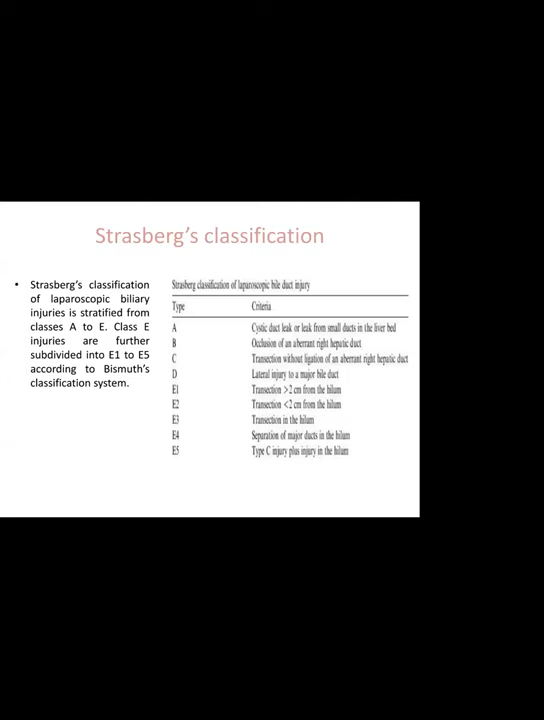 Strasberg's classification
• Strasberg's classification
of laparoscopic biliary
injuries is stratified from
classes A to E. Class E
injuries are further
subdivided into E1 to E5
according to Bismuth's
classification system.
Strasberg classification of laparoscopic bile duct injury
Type Criteria
A Cystic duct leak or leak from small ducts in the liver bed
B Occlusion of an aberrant right hepatic duct
C Transection without ligation of an aberrant right hepatic duct
D Lateral injury to a major bile duct
E1 Transection >2 cm from the hilum
E2 Transection <2 cm from the hilum
E3 Transection in the hilum
E4 Separation of major ducts in the hilum
E5 Type C injury plus injury in the hilum